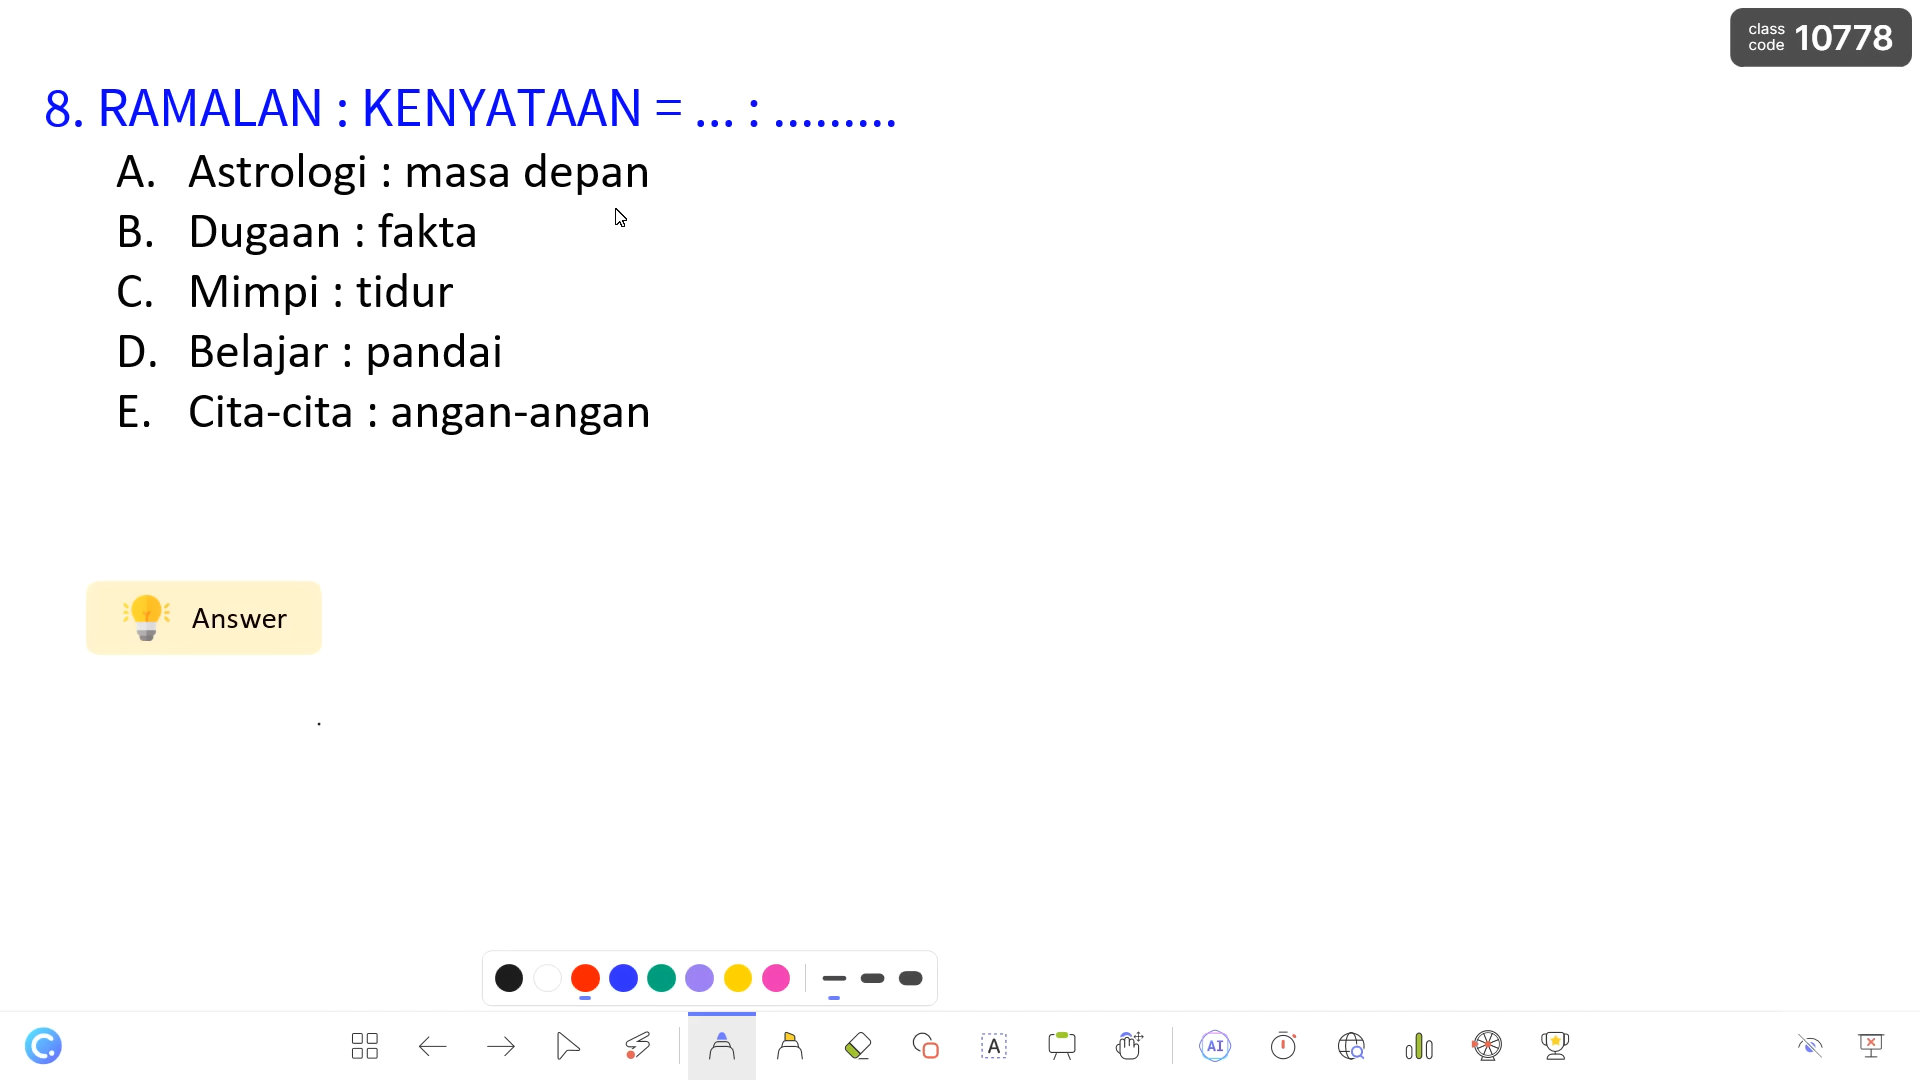 class
code 10778
8. RAMALAN : KENYATAAN = ... : .........
A. Astrologi : masa depan
B. Dugaan : fakta
C. Mimpi : tidur
D. Belajar : pandai
E. Cita-cita : angan-angan
Answer
.
A
AI